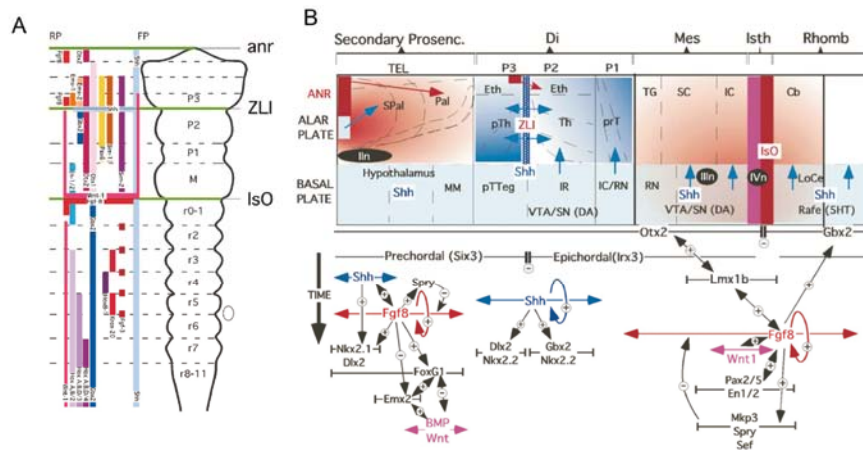 A
RP
FP
anr
P3
ZLI
P2
P1
M
Wnt-1
IsO
r0-1
r2
r3
r4
r5
r6
r7
r8-11
B
Secondary Prosenc.
Di
Mes
Isth
Rhomb
TEL
P3
P2
P1
ANR
ALAR
PLATE
SPal
Pal
IIn
Eth
Eth
pTh
ZLI
Th
prT
Shh
TG
SC
IC
Cb
IsO
BASAL
PLATE
Hypothalamus
Shh
MM
pTTeg
IR
IC/RN
VTA/SN (DA)
RN
Shh
IIIn
IVn
VTA/SN (DA)
LoCe
Shh
Rafe (SHT)
Otx2
Gbx2
Prechordal (Six3)
Epichordal(Irx3)
TIME
Shh
Spry
Fgf8
Nkx2.1
Dlx2
FoxG1
Emx2
BMP
Wnt
Shh
Dlx2
Nkx2.2
Gbx2
Nkx2.2
Lmx1b
Fgf8
Wnt1
Pax2/5
En1/2
Mkp3
Spry
Sef